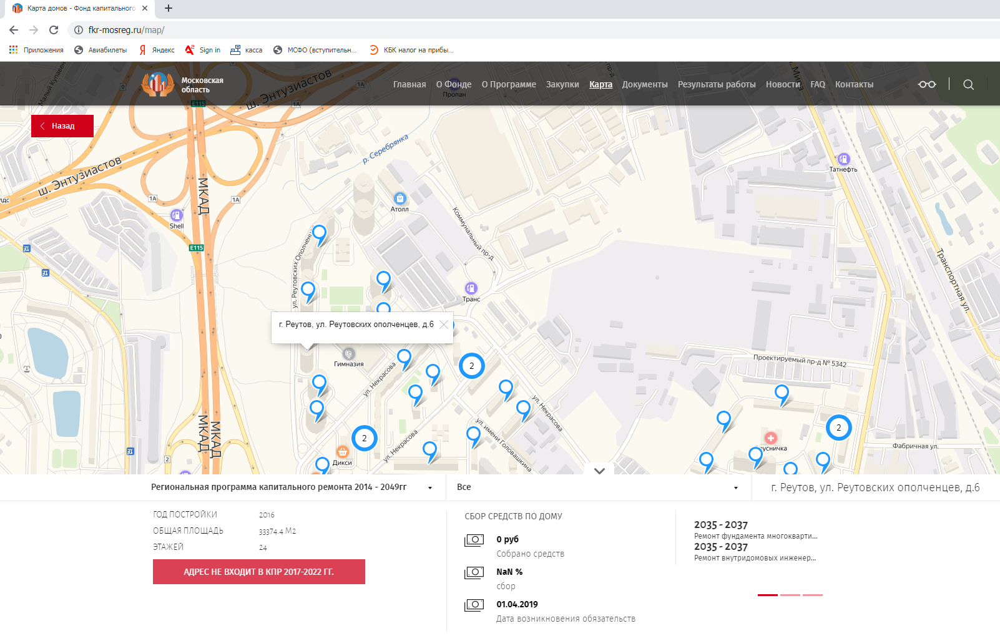 Карта домов - Фонд капитального
fkr-mosreg.ru/map/
Приложения
Авиабилеты
Яндекс
Sign in
касса
МСФО (вступительн...
КБК налог на прибы...
Московская
область
Главная
О Фонде
О Программе
Закупки
Карта
Документы
Результаты работы
Новости
FAQ
Контакты
Назад
Малый Купавен
ш. Энтузиастов
1А
Е115
Пропан
Мира
р. Серебрянка
ш. Энтузиастов
МКАД
1А
1А
Shell
Атолл
Татнефть
Е115
Коммунальный пр-д
ул. Реутовских Ополчен
Транс
Транспортная ул.
г. Реутов, ул. Реутовских ополченцев, д.6
Гимназия
2
Проектируемый пр-д № 5342
ул. Некрасова
ул. Некрасова
ул. Некрасова
ул. имени Головашкина
МКАД
МКАД
2
2
2
Дикси
усничка
Фабричная ул.
Региональная программа капитального ремонта 2014 - 2049гг
Все
г. Реутов, ул. Реутовских ополченцев, д.6
ГОД ПОСТРОЙКИ 2016
ОБЩАЯ ПЛОЩАДЬ 33374.4 М2
ЭТАЖЕЙ 24
АДРЕС НЕ ВХОДИТ В КПР 2017-2022 ГГ.
СБОР СРЕДСТВ ПО ДОМУ
0 руб
Собрано средств
NaN %
сбор
01.04.2019
Дата возникновения обязательств
2035 - 2037
Ремонт фундамента многокварти...
2035 - 2037
Ремонт внутридомовых инженер...